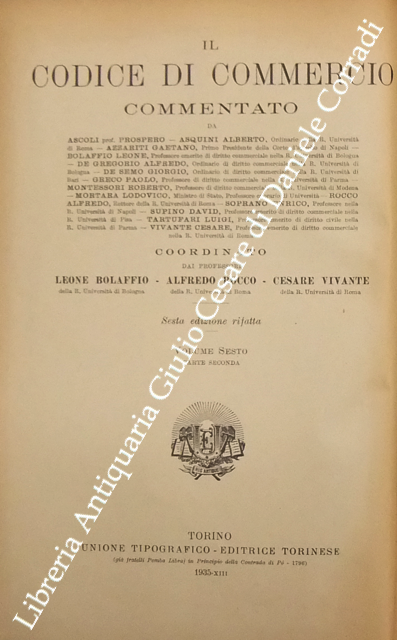 IL
CODICE DI COMMERCIO
COMMENTATO
DA
ASCOLI prof. PROSPERO — ASQUINI ALBERTO, Ordinario R. Università
di Roma — AZZARITI GAETANO, Primo Presidente della Corte di Napoli —
BOLAFFIO LEONE, Professore emerito di diritto commerciale nella R. Università di Bologna
— DE GREGORIO ALFREDO, Ordinario di diritto commerciale R. Università di
Bologna — DE SEMO GIORGIO, Ordinario di diritto commerciale R. Università di
Bari — GRECO PAOLO, Professore di diritto commerciale nella R. Università di Parma —
MONTESSORI ROBERTO, Professore di diritto commerciale Università di Modena
— MORTARA LODOVICO, Ministro di Stato, Professore Università — ROCCO
ALFREDO, Rettore della R. Università di Roma — SOPRANO ENRICO, Professore nella
R. Università di Napoli — SUPINO DAVID, Professore emerito di diritto commerciale nella
R. Università di Pisa — TARTUFARI LUIGI, di diritto civile nella
R. Università di Parma — VIVANTE CESARE, Professore emerito di diritto commerciale
nella R. Università di Roma
COORDINATO
DAI PROFESSORI
LEONE BOLAFFIO - ALFREDO ROCCO - CESARE VIVANTE
della R. Università di Bologna della R. Università di Roma della R. Università di Roma
Sesta edizione rifatta
VOLUME SESTO
PARTE SECONDA
TORINO
UNIONE TIPOGRAFICO - EDITRICE TORINESE
(già fratelli Pomba Librai in Principio della Contrada di Po - 1796)
1935-XIII
Libreria Antiquaria Giulio Cesare di Daniele Corradi